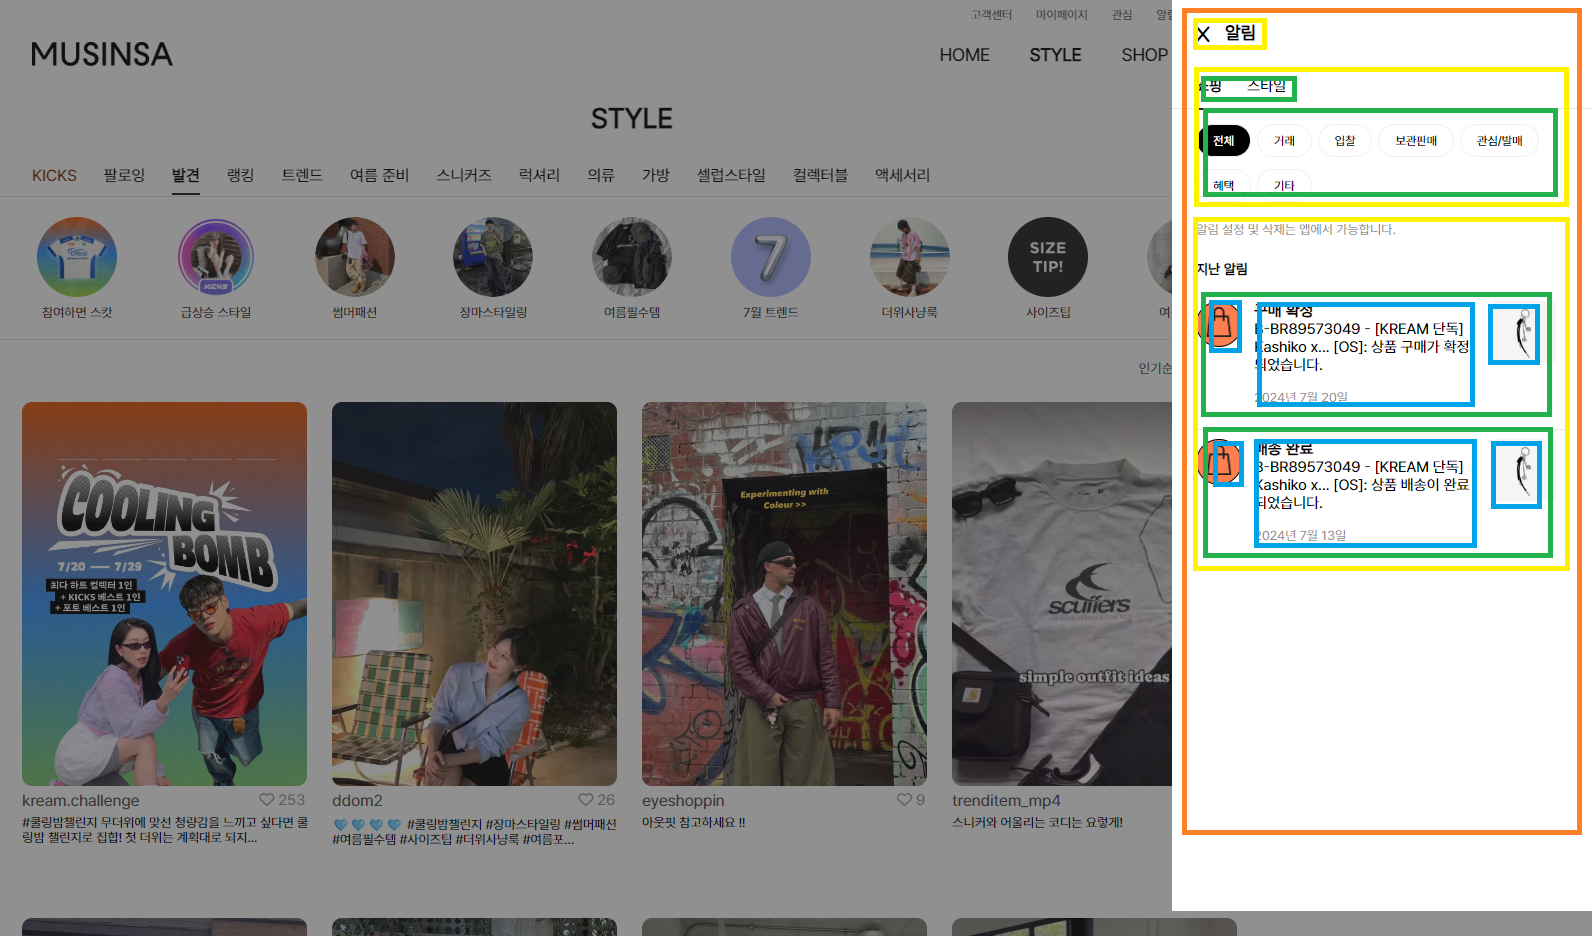 고객센터 마이페이지 관심
MUSINSA
HOME STYLE SHOP
STYLE
KICKS 팔로잉 발견 랭킹 트렌드 여름 준비 스니커즈 럭셔리 의류 가방 셀럽스타일 컬렉터블 액세서리
KICKS
7
SIZE
TIP!
참여하면 스캇 급상승 스타일 썸머패션 장마스타일링 여름필수템 7월 트렌드 더위사냥룩 사이즈팁
인기순
COOLING
BOMB
7/20 — 7/29
최다 하트 컬렉터 1인
+ KICKS 베스트 1인
+ 포토 베스트 1인
Experimenting with
Colour >>
scuffers
simple outfit ideas
kream.challenge 253
#쿨링밤챌린지 무더위에 맞선 청량감을 느끼고 싶다면 쿨
링밤 챌린지로 집합! 첫 더위는 계획대로 되지...
ddom2 26
#쿨링밤챌린지 #장마스타일링 #썸머패션
#여름필수템 #사이즈팁 #더위사냥룩 #여름포...
eyeshoppin 9
아웃핏 참고하세요 !!
trenditem_mp4
스니커와 어울리는 코디는 요렇게!
X 알림
쇼핑 스타일
전체 거래 입찰 보관판매 관심/발매
혜택 기타
알림 설정 및 삭제는 앱에서 가능합니다.
지난 알림
구매 확정
B-BR89573049 - [KREAM 단독]
Kashiko x... [OS]: 상품 구매가 확정
되었습니다.
2024년 7월 20일
배송 완료
B-BR89573049 - [KREAM 단독]
Kashiko x... [OS]: 상품 배송이 완료
되었습니다.
2024년 7월 13일